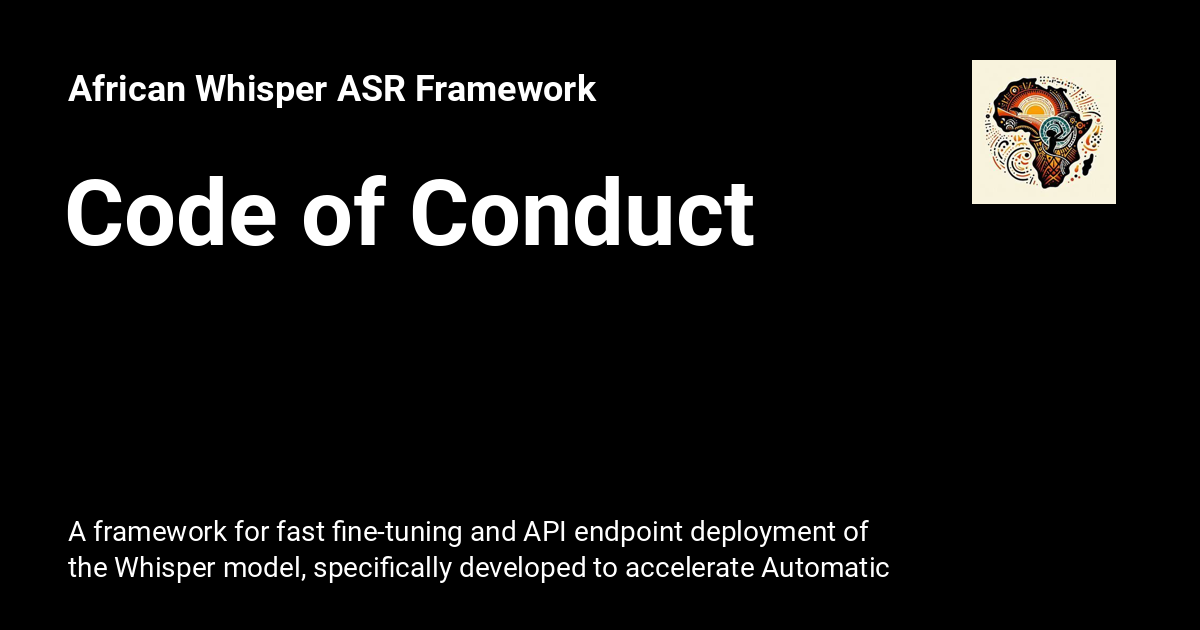 African Whisper ASR Framework
Code of Conduct
A framework for fast fine-tuning and API endpoint deployment of
the Whisper model, specifically developed to accelerate Automatic